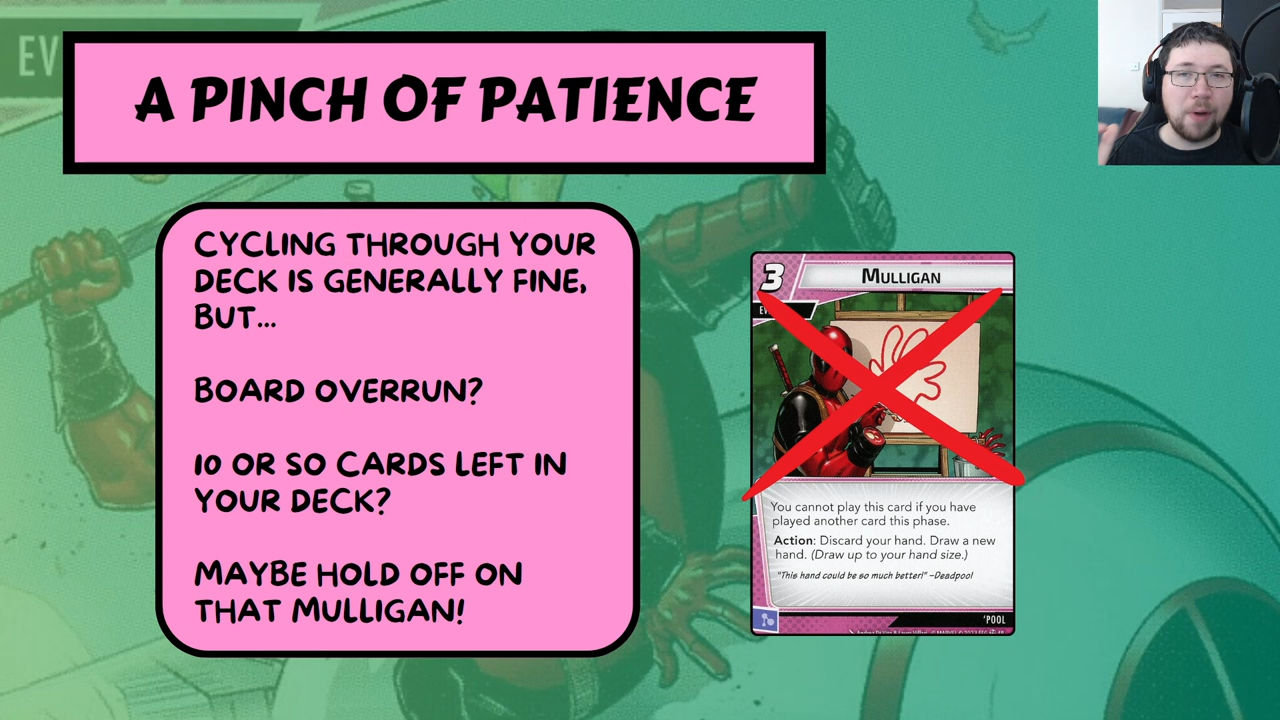 EV
A PINCH OF PATIENCE
CYCLING THROUGH YOUR
DECK IS GENERALLY FINE,
BUT...
BOARD OVERRUN?
10 OR SO CARDS LEFT IN
YOUR DECK?
MAYBE HOLD OFF ON
THAT MULLIGAN!
3
MULLIGAN
You cannot play this card if you have
played another card this phase.
Action: Discard your hand. Draw a new
hand. (Draw up to your hand size.)
"This hand could be so much better!" –Deadpool
'POOL